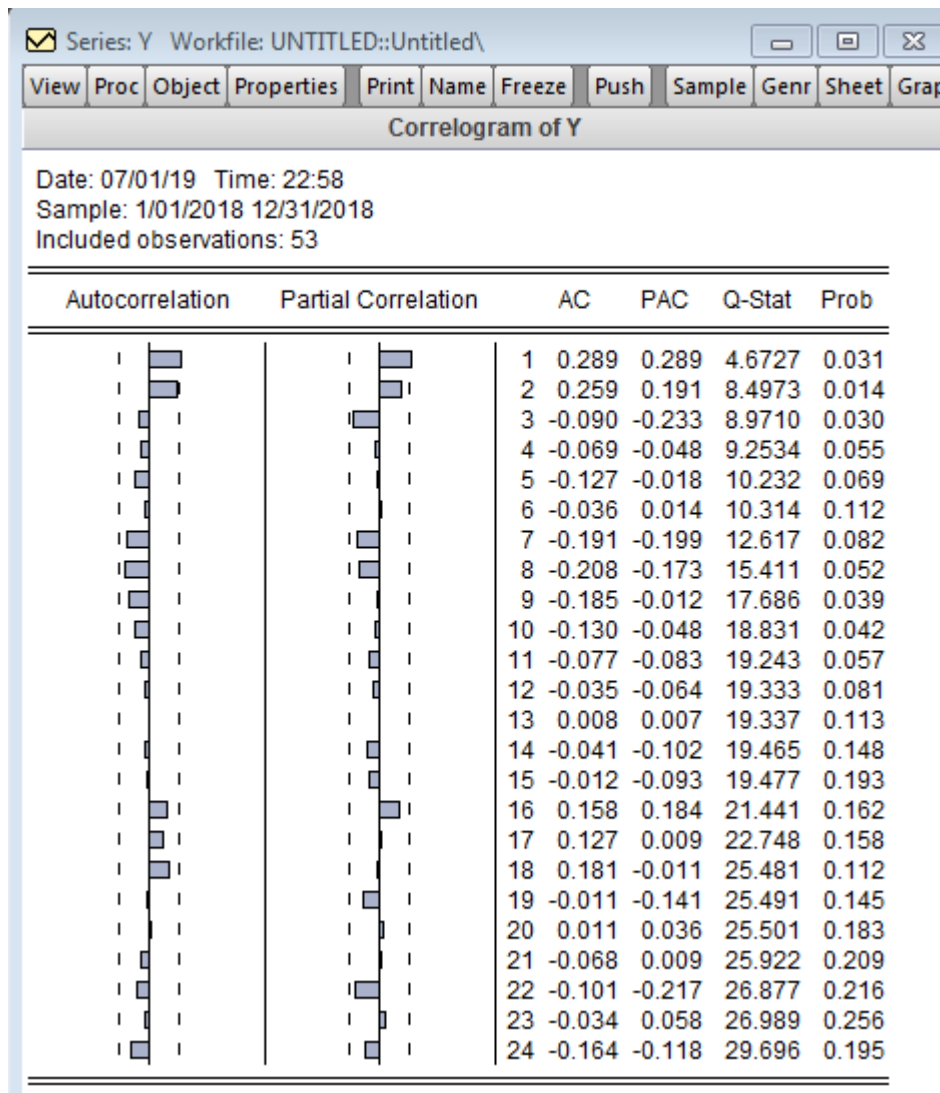 Series: Y Workfile: UNTITLED::Untitled\
View Proc Object Properties Print Name Freeze Push Sample Genr Sheet Grap
Correlogram of Y
Date: 07/01/19 Time: 22:58
Sample: 1/01/2018 12/31/2018
Included observations: 53
Autocorrelation Partial Correlation AC PAC Q-Stat Prob
1 0.289 0.289 4.6727 0.031
2 0.259 0.191 8.4973 0.014
3 -0.090 -0.233 8.9710 0.030
4 -0.069 -0.048 9.2534 0.055
5 -0.127 -0.018 10.232 0.069
6 -0.036 0.014 10.314 0.112
7 -0.191 -0.199 12.617 0.082
8 -0.208 -0.173 15.411 0.052
9 -0.185 -0.012 17.686 0.039
10 -0.130 -0.048 18.831 0.042
11 -0.077 -0.083 19.243 0.057
12 -0.035 -0.064 19.333 0.081
13 0.008 0.007 19.337 0.113
14 -0.041 -0.102 19.465 0.148
15 -0.012 -0.093 19.477 0.193
16 0.158 0.184 21.441 0.162
17 0.127 0.009 22.748 0.158
18 0.181 -0.011 25.481 0.112
19 -0.011 -0.141 25.491 0.145
20 0.011 0.036 25.501 0.183
21 -0.068 0.009 25.922 0.209
22 -0.101 -0.217 26.877 0.216
23 -0.034 0.058 26.989 0.256
24 -0.164 -0.118 29.696 0.195